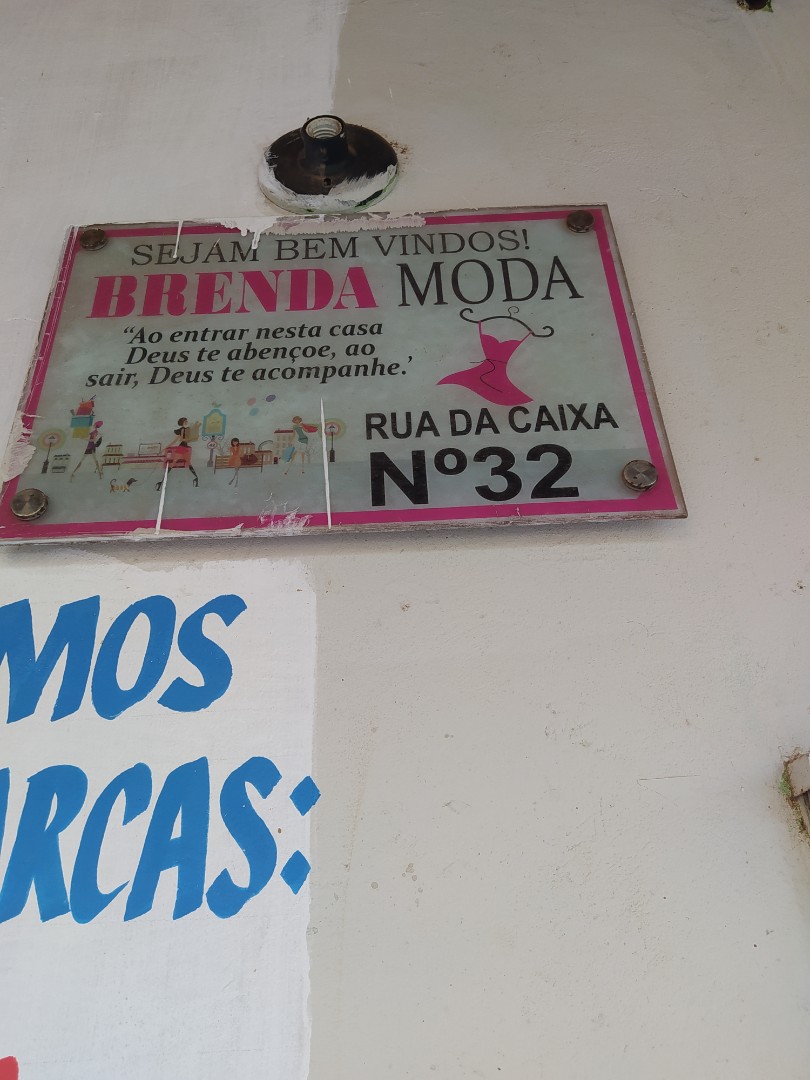 SEJAM BEM VINDOS!
BRENDA MODA
“Ao entrar nesta casa
Deus te abençoe, ao
sair, Deus te acompanhe.’
RUA DA CAIXA
Nº32
MOS
ARCAS: